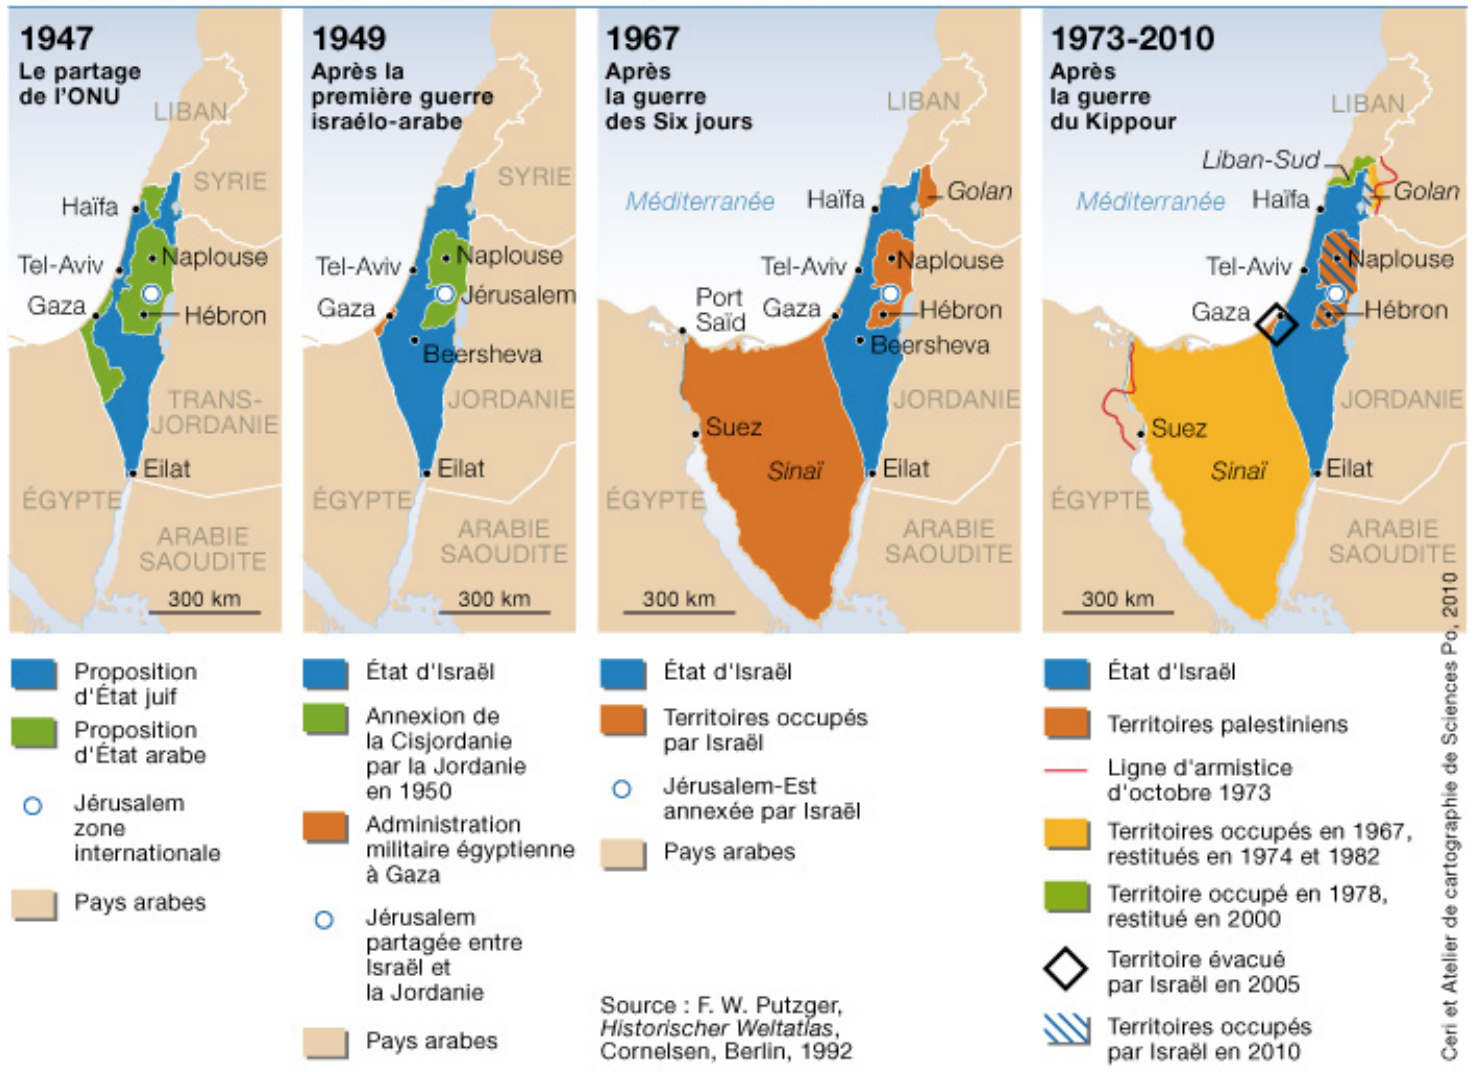 1947
Le partage
de l'ONU
LIBAN
SYRIE
Haïfa
Tel-Aviv
Naplouse
Gaza
Hébron
TRANS-
JORDANIE
Eilat
ÉGYPTE
ARABIE
SAOUDITE
300 km
Proposition
d'État juif
Proposition
d'État arabe
Jérusalem
zone
internationale
Pays arabes
1949
Après la
première guerre
israélo-arabe
SYRIE
Tel-Aviv
Naplouse
Jérusalem
Gaza
Beersheva
JORDANIE
Eilat
ÉGYPTE
ARABIE
SAOUDITE
300 km
État d'Israël
Annexion de
la Cisjordanie
par la Jordanie
en 1950
Administration
militaire égyptienne
à Gaza
Jérusalem
partagée entre
Israël et
la Jordanie
Pays arabes
1967
Après
la guerre
des Six jours
LIBAN
Méditerranée
Haïfa
Golan
Tel-Aviv
Naplouse
Port
Saïd
Gaza
Hébron
Beersheva
JORDANIE
Suez
Sinaï
Eilat
ÉGYPTE
ARABIE
SAOUDITE
300 km
État d'Israël
Territoires occupés
par Israël
Jérusalem-Est
annexée par Israël
Pays arabes
Source : F. W. Putzger,
Historischer Weltatlas,
Cornelsen, Berlin, 1992
1973-2010
Après
la guerre
du Kippour
LIBAN
Liban-Sud
Méditerranée
Haïfa
Golan
Tel-Aviv
Naplouse
Gaza
Hébron
JORDANIE
Suez
Sinaï
Eilat
ÉGYPTE
ARABIE
SAOUDITE
300 km
État d'Israël
Territoires palestiniens
Ligne d'armistice
d'octobre 1973
Territoires occupés en 1967,
restitués en 1974 et 1982
Territoire occupé en 1978,
restitué en 2000
Territoire évacué
par Israël en 2005
Territoires occupés
par Israël en 2010
Ceri et Atelier de cartographie de Sciences Po, 2010